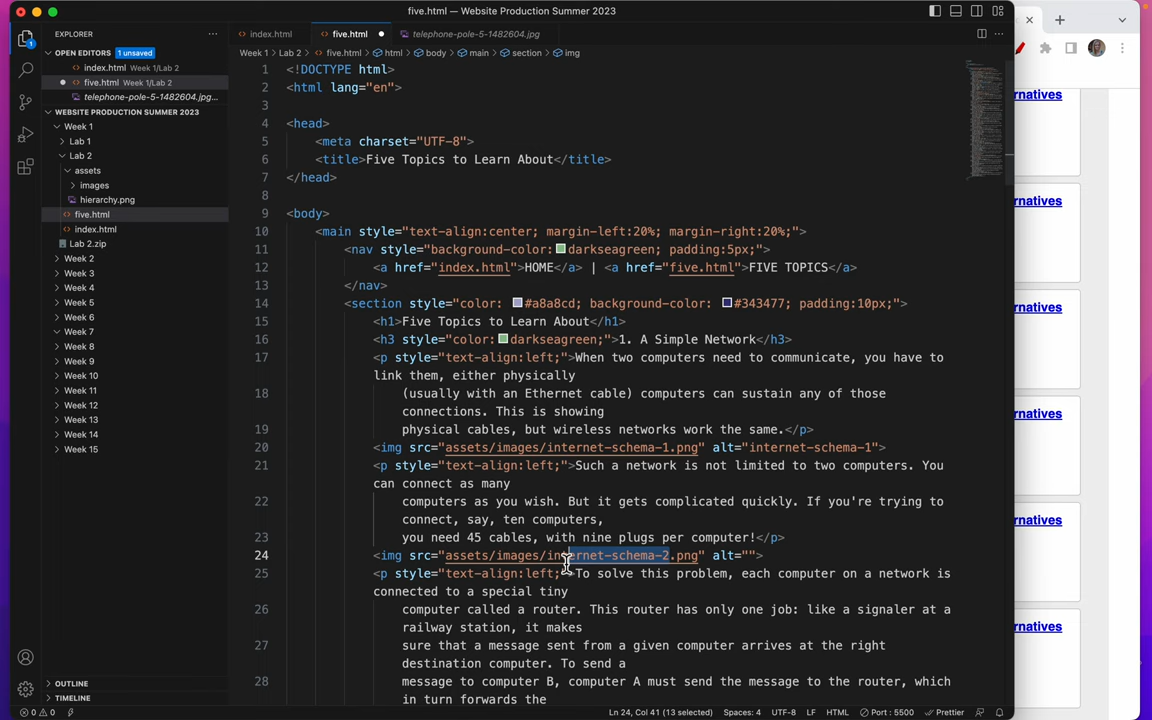 five.html — Website Production Summer 2023
EXPLORER
index.html
five.html
telephone-pole-5-1482604.jpg
OPEN EDITORS 1 unsaved
index.html Week 1/Lab 2
five.html Week 1/Lab 2
telephone-pole-5-1482604.jpg...
WEBSITE PRODUCTION SUMMER 2023
Week 1
Lab 1
Lab 2
assets
images
hierarchy.png
five.html
index.html
Lab 2.zip
Week 2
Week 3
Week 4
Week 5
Week 6
Week 7
Week 8
Week 9
Week 10
Week 11
Week 12
Week 13
Week 14
Week 15
OUTLINE
TIMELINE
Week 1 > Lab 2 > five.html > html > body > main > section > img
1 <!DOCTYPE html>
2 <html lang="en">
3
4 <head>
5 <meta charset="UTF-8">
6 <title>Five Topics to Learn About</title>
7 </head>
8
9 <body>
10 <main style="text-align:center; margin-left:20%; margin-right:20%;">
11 <nav style="background-color:darkseagreen; padding:5px;">
12 <a href="index.html">HOME</a> | <a href="five.html">FIVE TOPICS</a>
13 </nav>
14 <section style="color: #a8a8cd; background-color: #343477; padding:10px;">
15 <h1>Five Topics to Learn About</h1>
16 <h3 style="color:darkseagreen;">1. A Simple Network</h3>
17 <p style="text-align:left;">When two computers need to communicate, you have to
link them, either physically
18 (usually with an Ethernet cable) computers can sustain any of those
connections. This is showing
19 physical cables, but wireless networks work the same.</p>
20 <img src="assets/images/internet-schema-1.png" alt="internet-schema-1">
21 <p style="text-align:left;">Such a network is not limited to two computers. You
can connect as many
22 computers as you wish. But it gets complicated quickly. If you're trying to
connect, say, ten computers,
23 you need 45 cables, with nine plugs per computer!</p>
24 <img src="assets/images/internet-schema-2.png" alt="">
25 <p style="text-align:left;">To solve this problem, each computer on a network is
connected to a special tiny
26 computer called a router. This router has only one job: like a signaler at a
railway station, it makes
27 sure that a message sent from a given computer arrives at the right
destination computer. To send a
28 message to computer B, computer A must send the message to the router, which
in turn forwards the
0 0 Ln 24, Col 41 (13 selected) Spaces: 4 UTF-8 LF HTML Port : 5500 Prettier
1
ernatives
ernatives
ernatives
ernatives
ernatives
ernatives